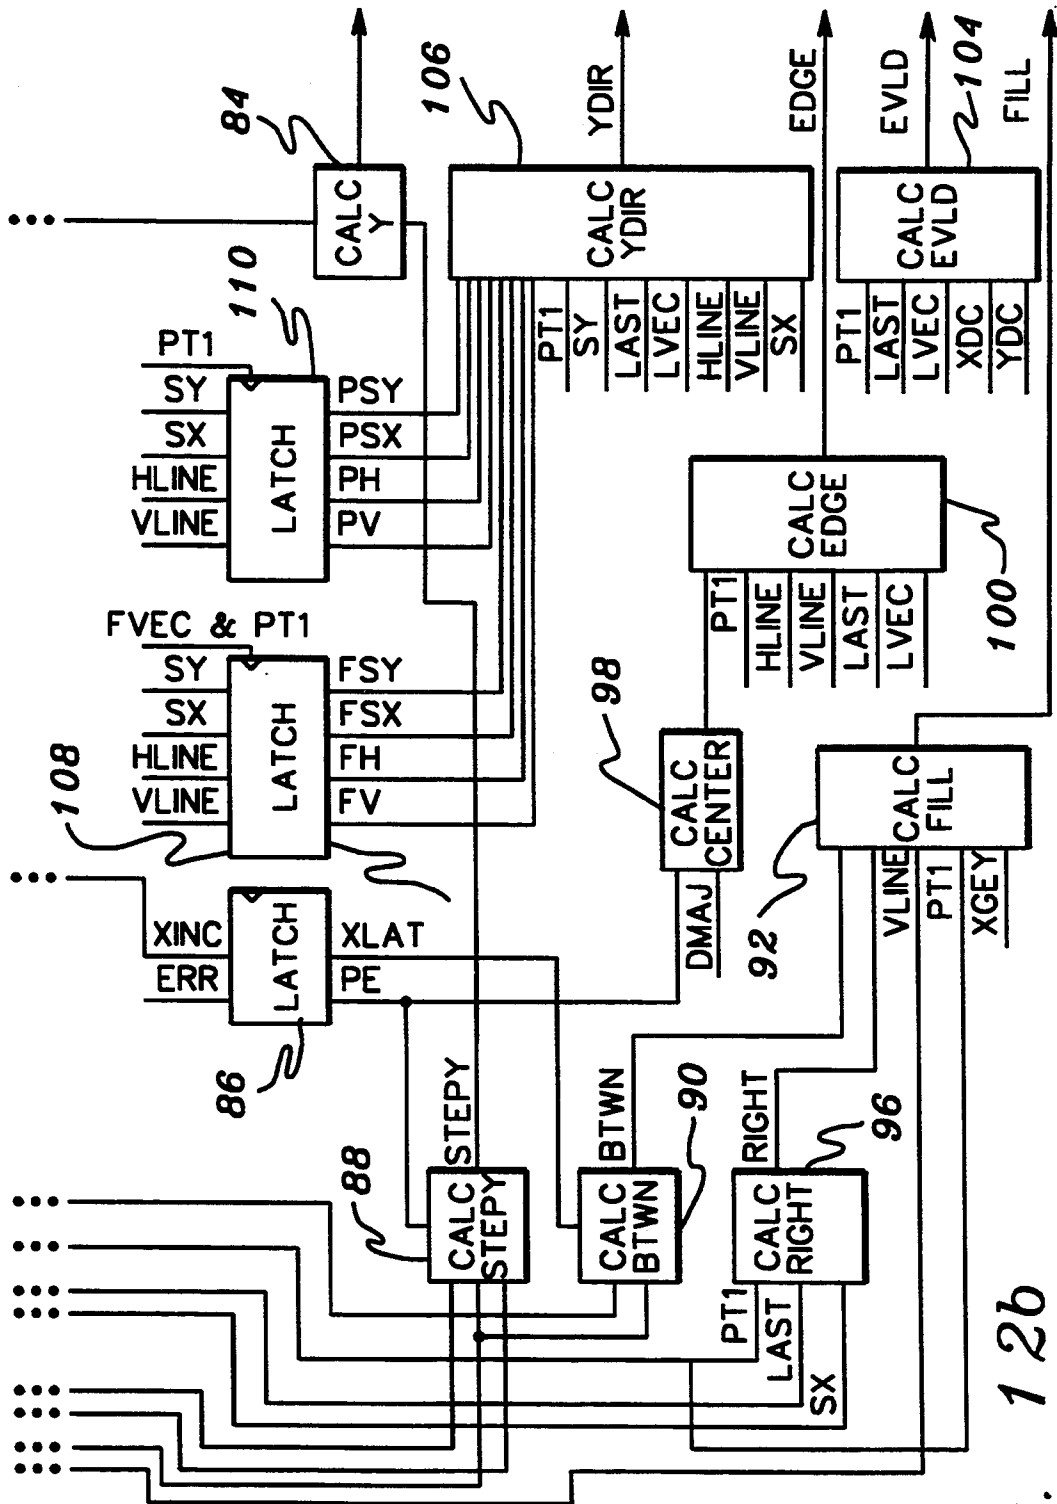 84
CALC
Y
106
CALC
YDIR
YDIR
EDGE
CALC
EVLD
EVLD
104
FILL
110
PT1
SY
SX
HLINE
VLINE
LATCH
PSY
PSX
PH
PV
PT1
SY
LAST
LVEC
HLINE
VLINE
SX
PT1
LAST
LVEC
XDC
YDC
FVEC & PT1
SY
SX
HLINE
VLINE
LATCH
FSY
FSX
FH
FV
108
CALC
EDGE
100
PT1
HLINE
VLINE
LAST
LVEC
98
CALC
CENTER
DMAJ
XINC
ERR
LATCH
XLAT
PE
86
92
CALC
FILL
VLINE
PT1
XGEY
88
CALC
STEPY
STEPY
CALC
BTWN
BTWN
90
CALC
RIGHT
RIGHT
96
PT1
LAST
SX
12b